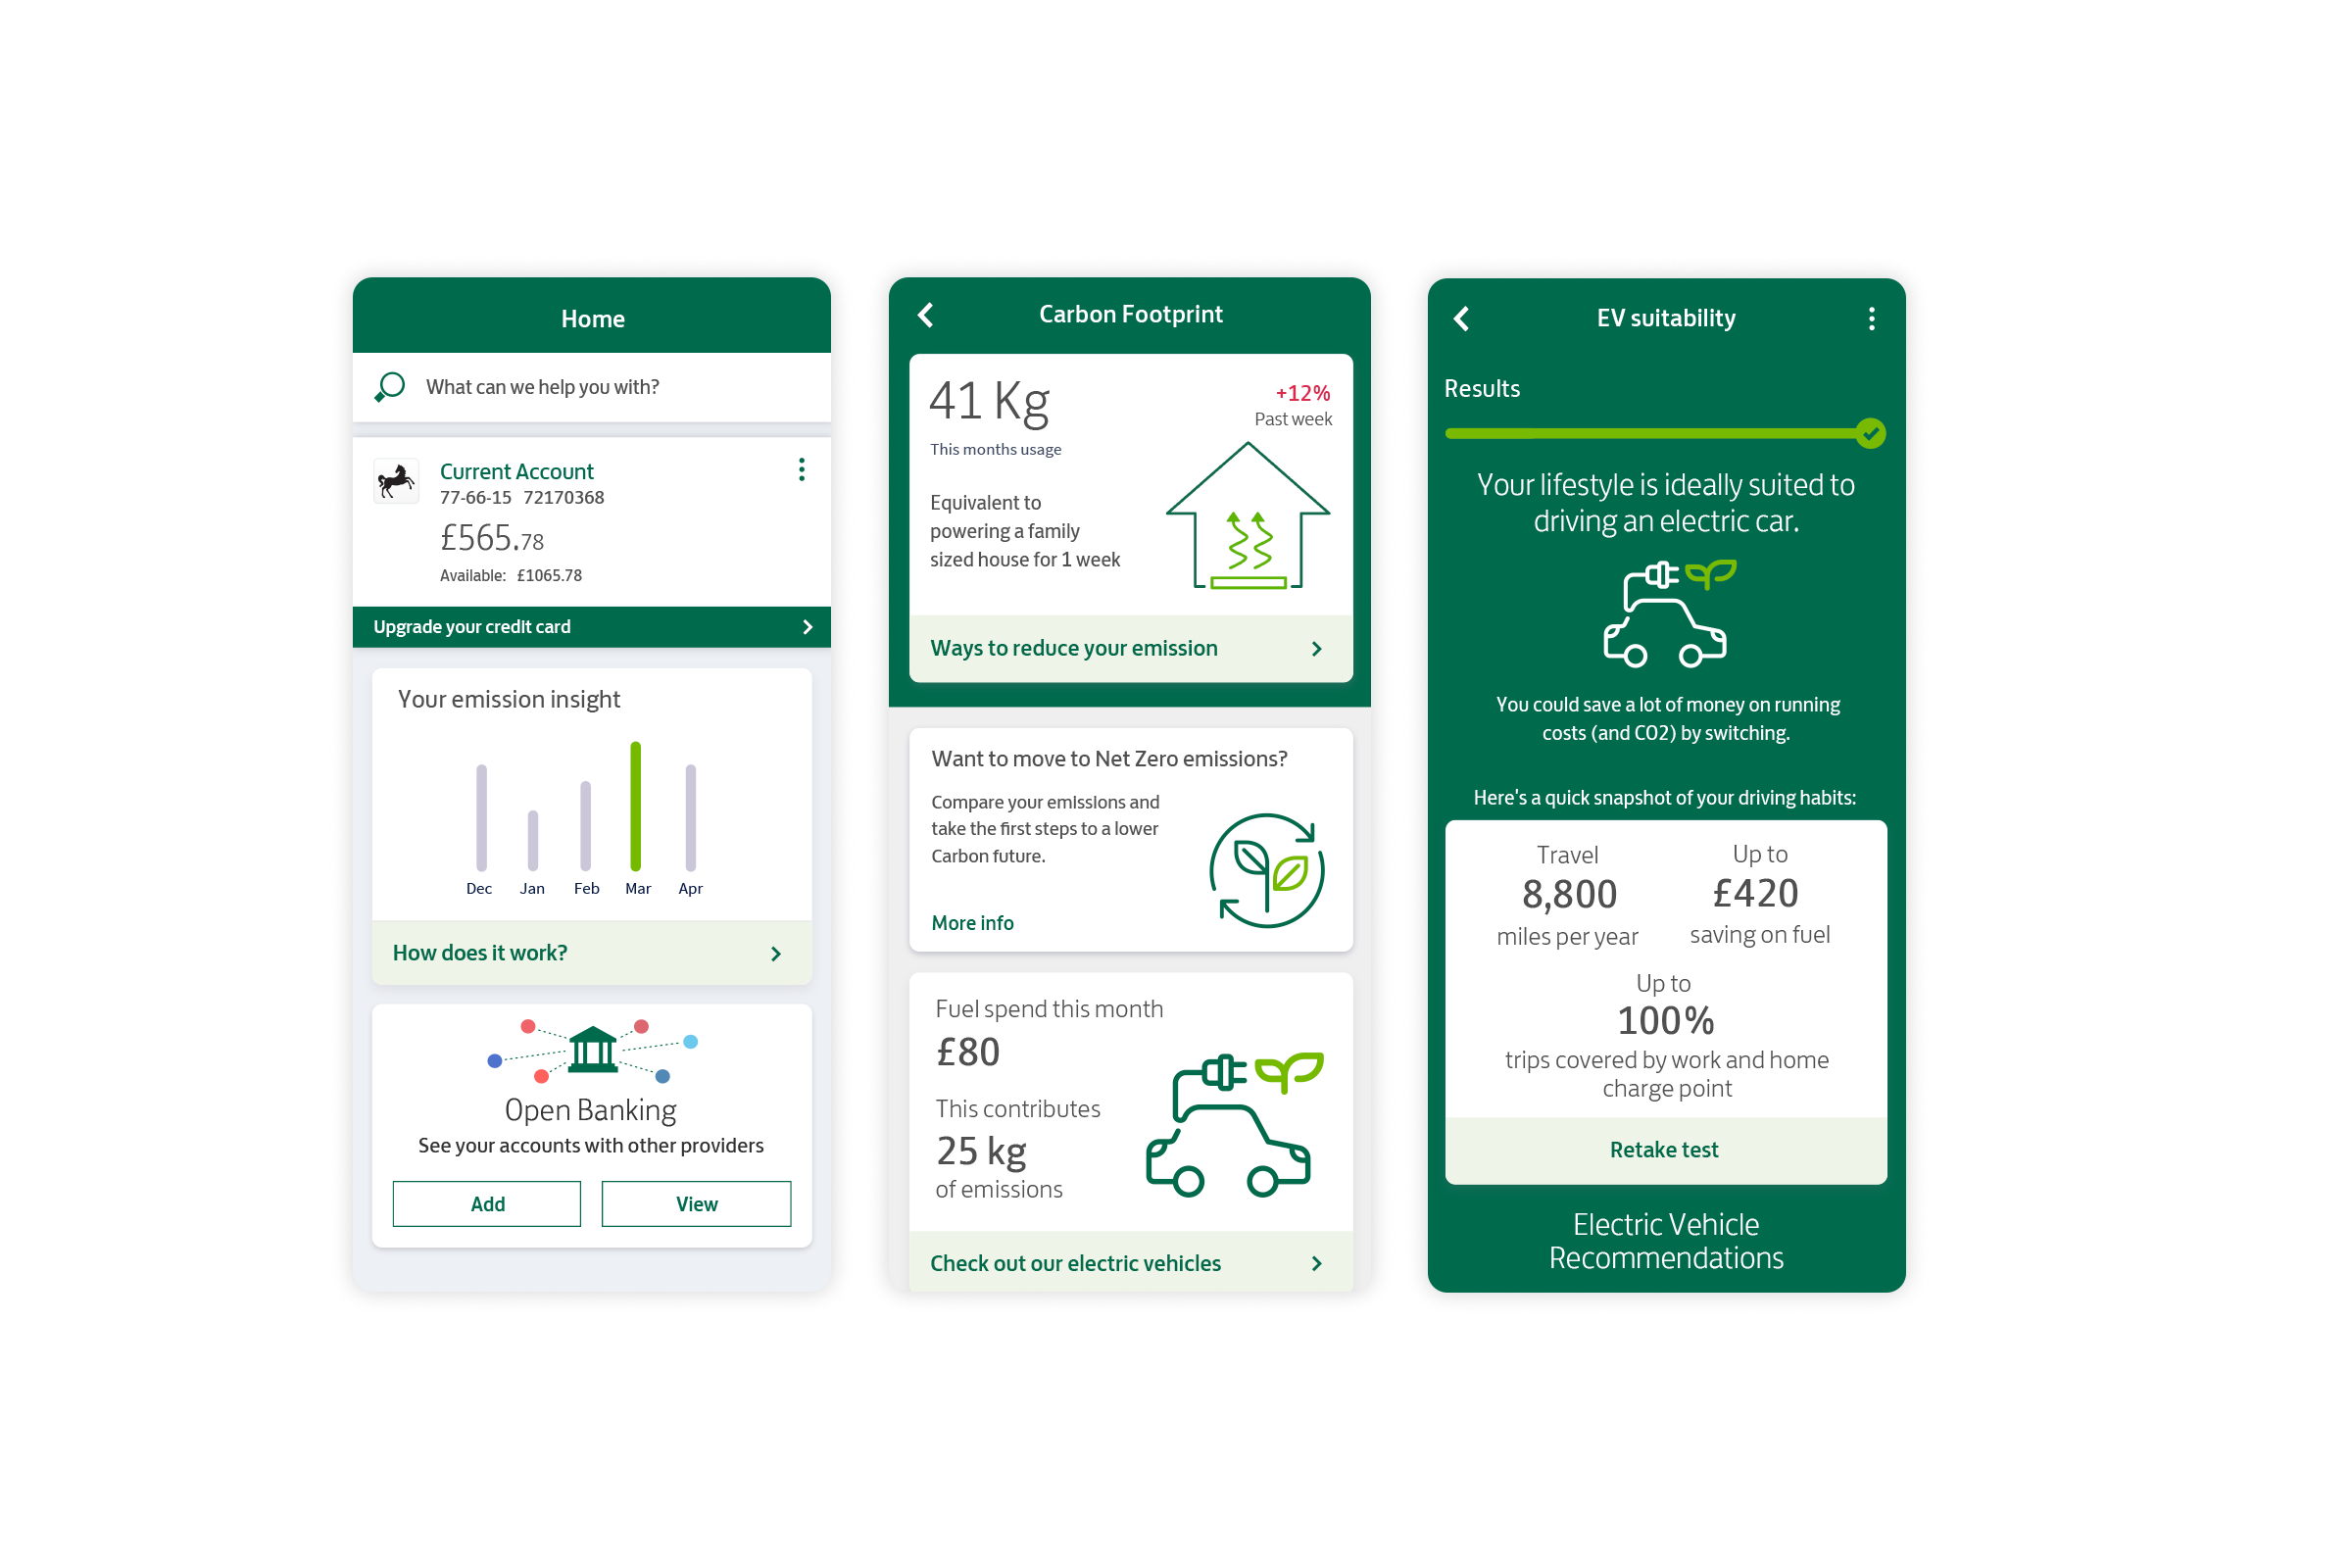 Home
What can we help you with?
Current Account
77-66-15 72170368
£565.78
Available: £1065.78
Upgrade your credit card
Your emission insight
Dec Jan Feb Mar Apr
How does it work?
Open Banking
See your accounts with other providers
Add View
Carbon Footprint
41 Kg
+12%
Past week
This months usage
Equivalent to
powering a family
sized house for 1 week
Ways to reduce your emission
Want to move to Net Zero emissions?
Compare your emissions and
take the first steps to a lower
Carbon future.
More info
Fuel spend this month
£80
This contributes
25 kg
of emissions
Check out our electric vehicles
EV suitability
Results
Your lifestyle is ideally suited to
driving an electric car.
You could save a lot of money on running
costs (and CO2) by switching.
Here's a quick snapshot of your driving habits:
Travel
8,800
miles per year
Up to
£420
saving on fuel
Up to
100%
trips covered by work and home
charge point
Retake test
Electric Vehicle
Recommendations